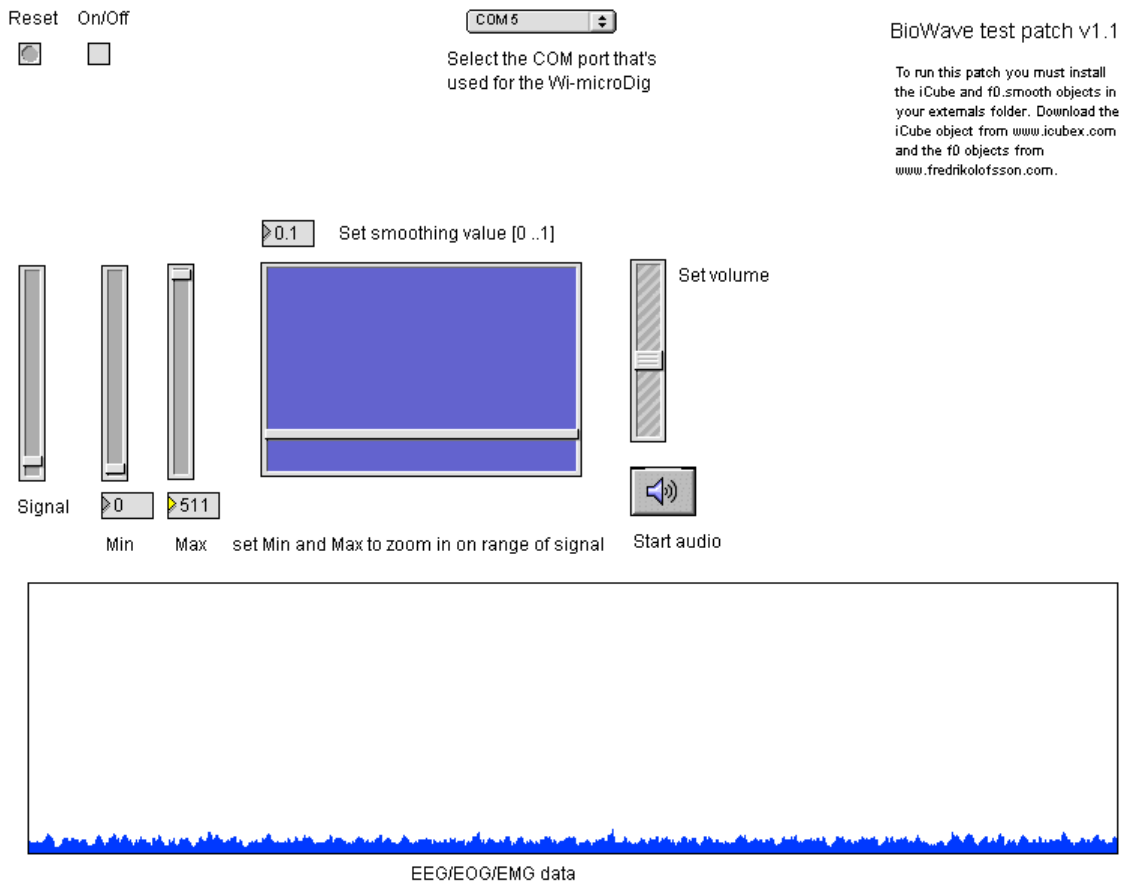 Reset On/Off
COM5
Select the COM port that's
used for the Wi-microDig
BioWave test patch v1.1
To run this patch you must install
the iCube and f0.smooth objects in
your externals folder. Download the
iCube object from www.icubex.com
and the f0 objects from
www.fredrikolofsson.com.
0.1 Set smoothing value [0 ..1]
Set volume
Signal
0 511
Min Max set Min and Max to zoom in on range of signal
Start audio
EEG/EOG/EMG data